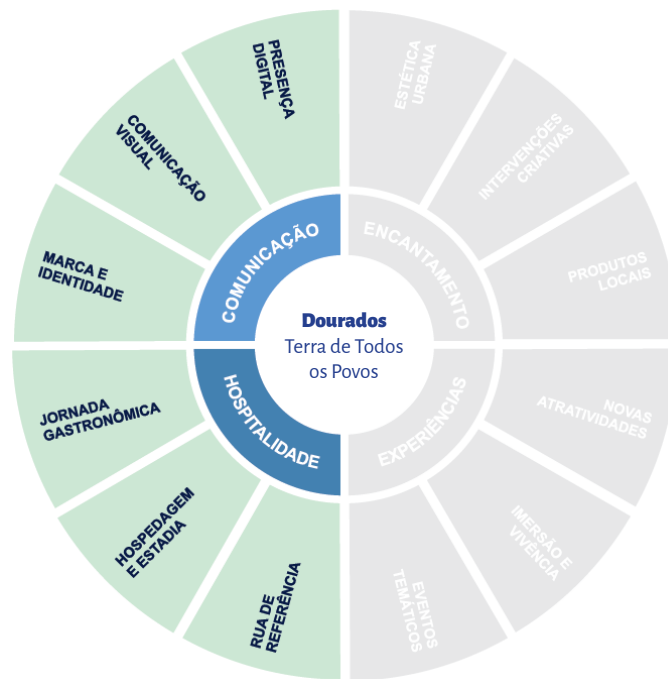 PRESENÇA
DIGITAL
ESTÉTICA
URBANA
COMUNICAÇÃO
VISUAL
INTERVENÇÕES
CRIATIVAS
MARCA E
IDENTIDADE
PRODUTOS
LOCAIS
COMUNICAÇÃO
ENCANTAMENTO
Dourados
Terra de Todos
os Povos
HOSPITALIDADE
EXPERIÊNCIAS
JORNADA
GASTRONÔMICA
NOVAS
ATRATIVIDADES
HOSPEDAGEM
E ESTADIA
IMERSÃO E
VIVÊNCIA
RUA DE
REFERÊNCIA
EVENTOS
TEMÁTICOS